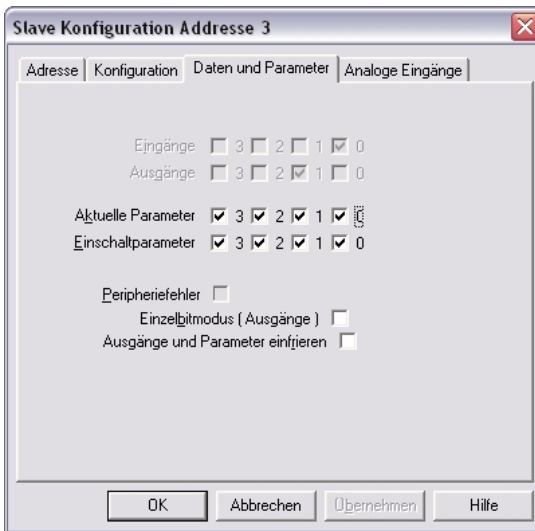 Slave Konfiguration Addresse 3
Adresse Konfiguration Daten und Parameter Analoge Eingänge
Eingänge 3 2 1 0
Ausgänge 3 2 1 0
Aktuelle Parameter 3 2 1 0
Einschaltparameter 3 2 1 0
Peripheriefehler
Einzelbitmodus ( Ausgänge )
Ausgänge und Parameter einfrieren
OK Abbrechen Übernehmen Hilfe